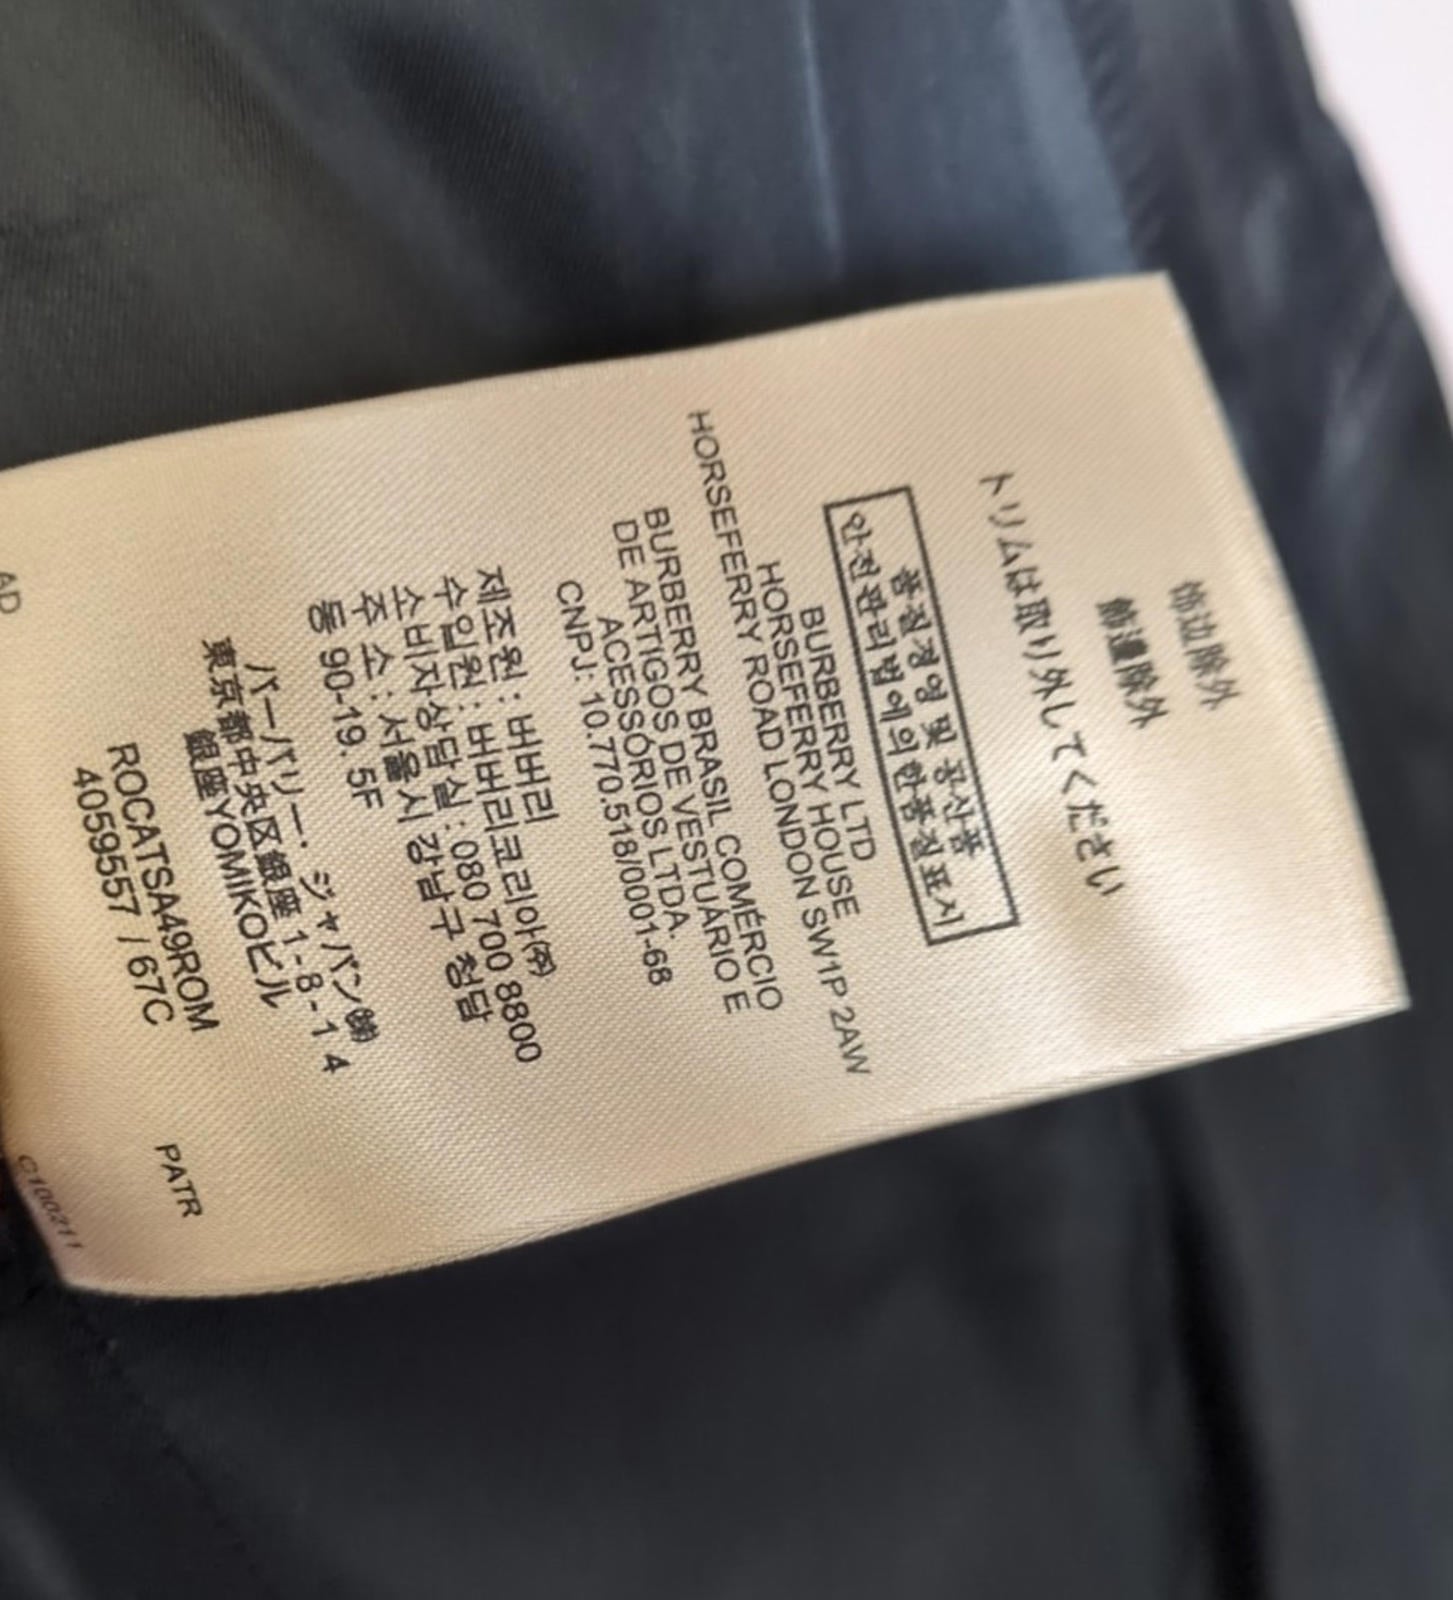 饰边除外
飾邊除外
トリムは取り外してください
품질경영 및 공산품
안전관리법에의한품질표시
BURBERRY LTD
HORSEFERRY HOUSE
HORSEFERRY ROAD LONDON SW1P 2AW
BURBERRY BRASIL COMÉRCIO
DE ARTIGOS DE VESTUÁRIO E
ACESSÓRIOS LTDA.
CNPJ: 10.770.518/0001-68
제조원 : 버버리
수입원 : 버버리코리아㈜
소비자상담실 : 080 700 8800
주 소 : 서울시 강남구 청담
동 90-19. 5F
バーバリー・ジャパン㈱
東京都中央区銀座1-8-14
銀座YOMIKOビル
ROCATSA49ROM
4059557 / 67C
PATR
C100211
AD